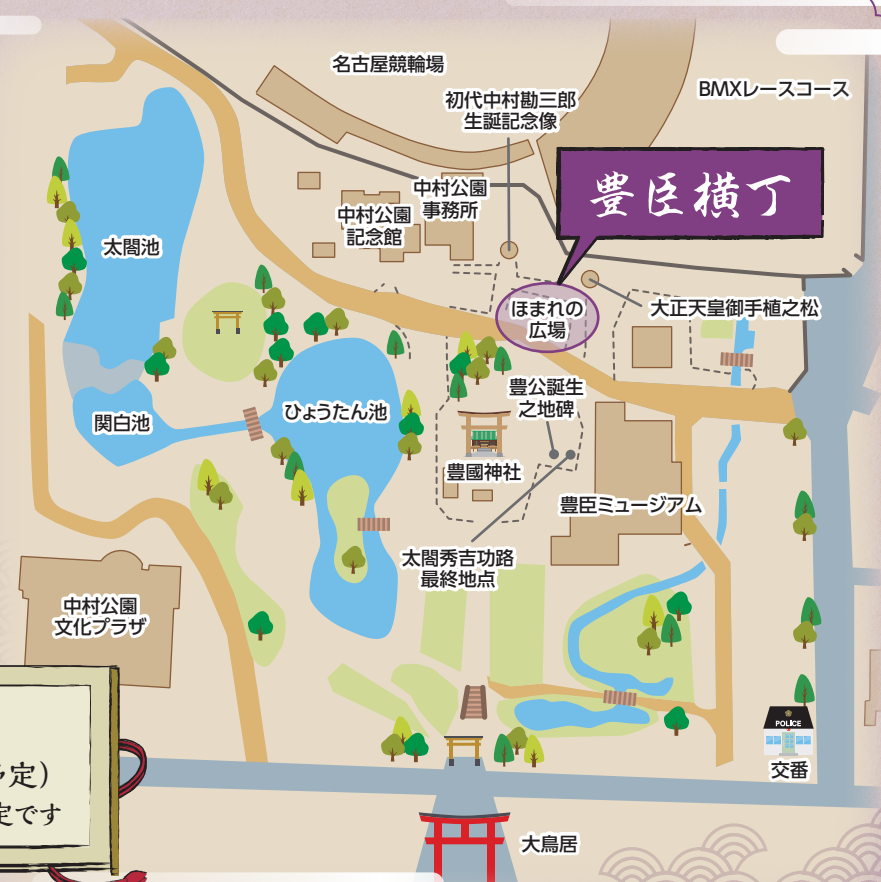 名古屋競輪場
初代中村勘三郎
生誕記念像
BMXレースコース
豊臣横丁
中村公園
事務所
中村公園
記念館
太閤池
ほまれの
広場
大正天皇御手植之松
豊公誕生
之地碑
ひょうたん池
関白池
豊國神社
豊臣ミュージアム
太閤秀吉功路
最終地点
中村公園
文化プラザ
POLICE
交番
定)
定です
大鳥居